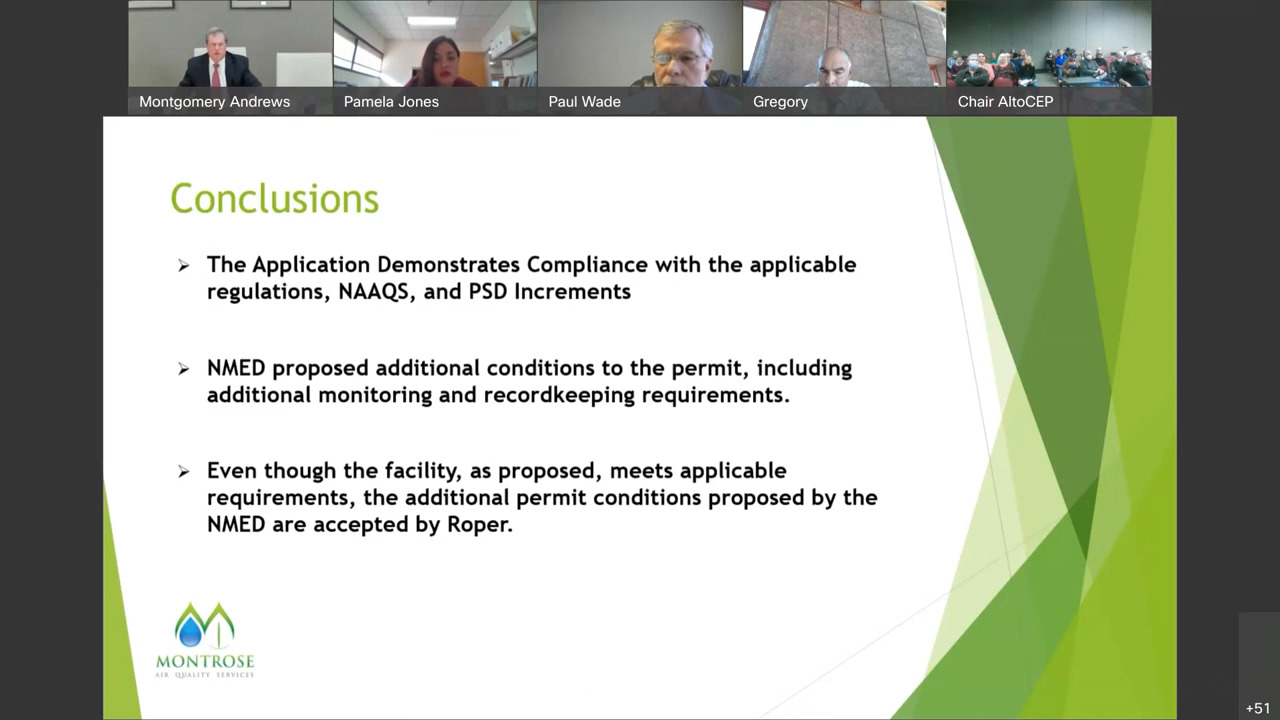 Montgomery Andrews
Pamela Jones
Paul Wade
Gregory
Chair AltoCEP
Conclusions
The Application Demonstrates Compliance with the applicable
regulations, NAAQS, and PSD Increments
NMED proposed additional conditions to the permit, including
additional monitoring and recordkeeping requirements.
Even though the facility, as proposed, meets applicable
requirements, the additional permit conditions proposed by the
NMED are accepted by Roper.
MONTROSE
AIR QUALITY SERVICES
+51